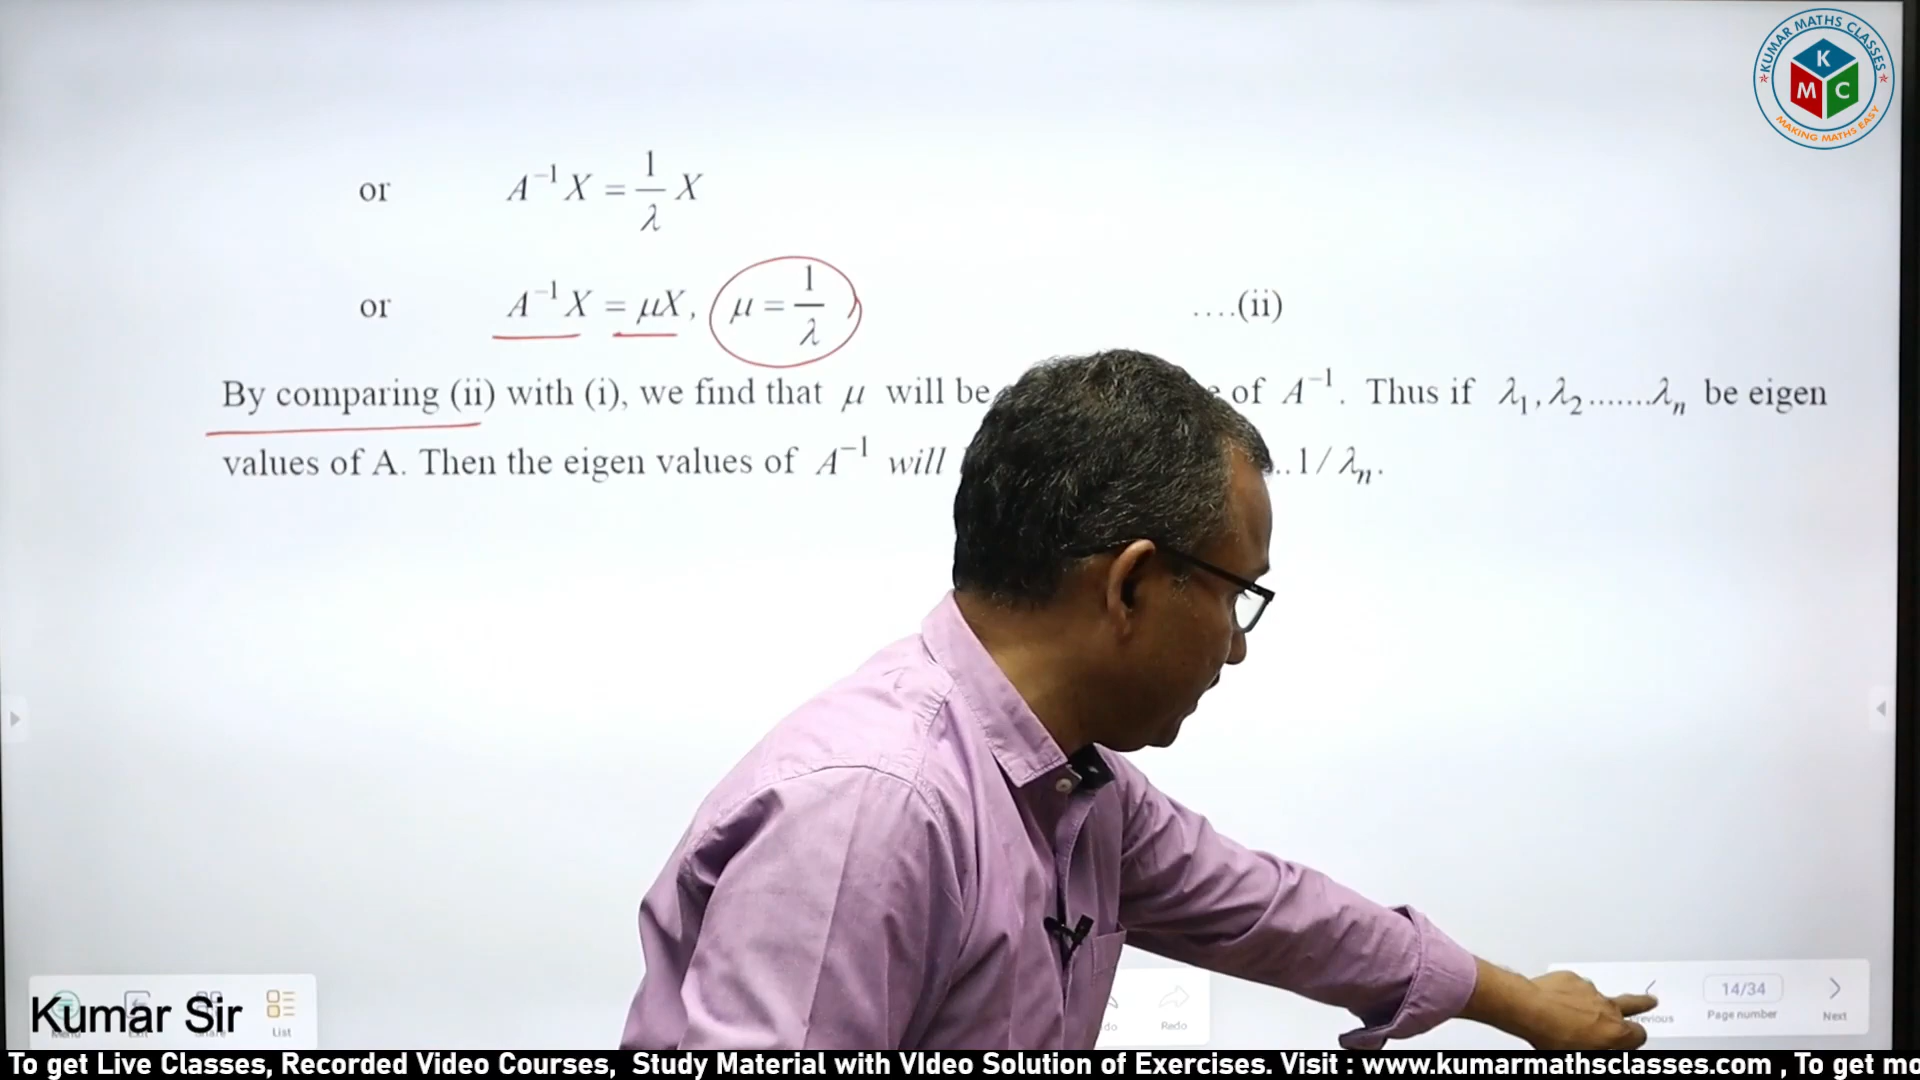 KUMAR MATHS CLASSES
K
M C
MAKING MATHS EASY
or A⁻¹X = 1/λ X
or A⁻¹X = μX, μ = 1/λ ....(ii)
By comparing (ii) with (i), we find that μ will be of A⁻¹. Thus if λ₁, λ₂.......λₙ be eigen
values of A. Then the eigen values of A⁻¹ will ..1/λₙ.
Kumar Sir
List
Redo
14/34
Page number
Next
To get Live Classes, Recorded Video Courses, Study Material with VIdeo Solution of Exercises. Visit : www.kumarmathsclasses.com , To get mo